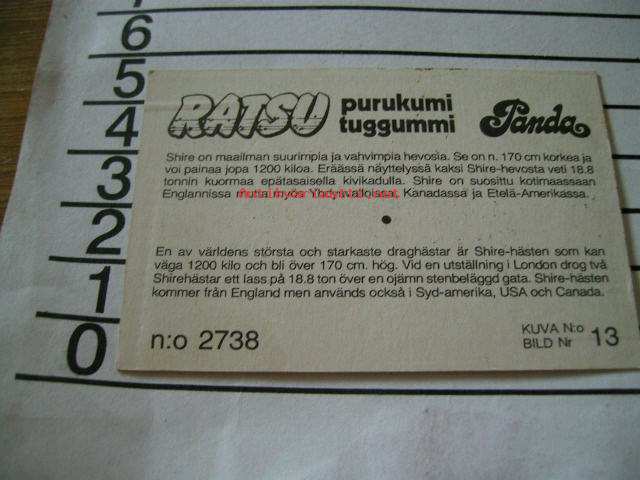 7
6
5
4
3
2
1
0
RATSU purukumi tuggummi Panda
Shire on maailman suurimpia ja vahvimpia hevosia. Se on n. 170 cm korkea ja
voi painaa jopa 1200 kiloa. Eräässä näyttelyssä kaksi Shire-hevosta veti 18.8
tonnin kuormaa epätasaisella kivikadulla. Shire on suosittu kotimaassaan
Englannissa mutta myös Yhdysvalloissa, Kanadassa ja Etelä-Amerikassa.
En av världens största och starkaste draghästar är Shire-hästen som kan
väga 1200 kilo och bli över 170 cm. hög. Vid en utställning i London drog två
Shirehästar ett lass på 18.8 ton över en ojämn stenbeläggd gata. Shire-hästen
kommer från England men används också i Syd-amerika, USA och Canada.
n:o 2738
KUVA N:o
BILD Nr 13